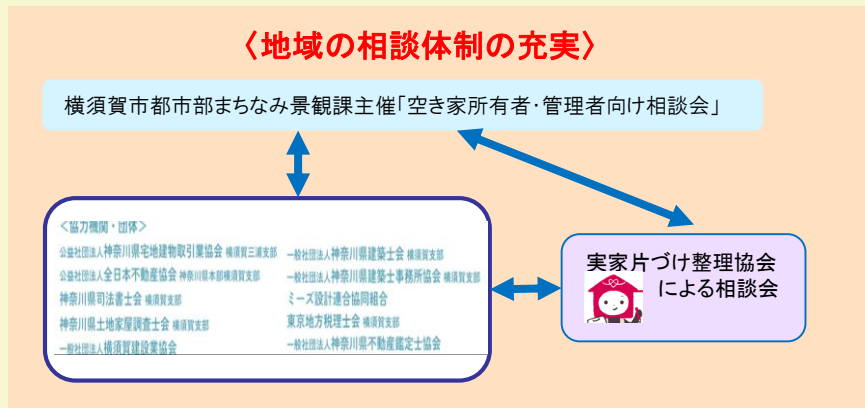 〈地域の相談体制の充実〉
横須賀市都市部まちなみ景観課主催「空き家所有者・管理者向け相談会」
＜協力機関・団体＞
公益社団法人神奈川県宅地建物取引業協会 横須賀三浦支部
公益社団法人全日本不動産協会 神奈川県本部横須賀支部
神奈川県司法書士会 横須賀支部
神奈川県土地家屋調査士会 横須賀支部
一般社団法人横須賀建設業協会
一般社団法人神奈川県建築士会 横須賀支部
一般社団法人神奈川県建築士事務所協会 横須賀支部
ミーズ設計連合協同組合
東京地方税理士会 横須賀支部
一般社団法人神奈川県不動産鑑定士協会
実家片づけ整理協会
による相談会